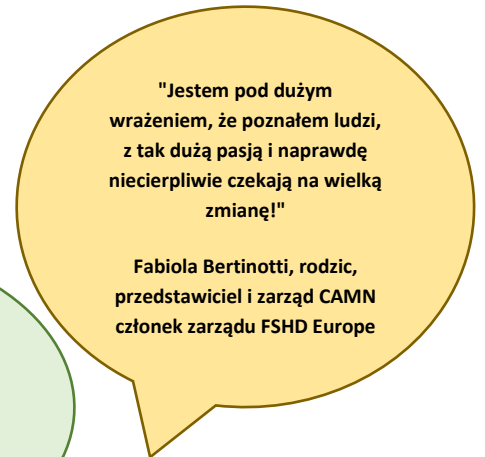 "Jestem pod dużym
wrażeniem, że poznałem ludzi,
z tak dużą pasją i naprawdę
niecierpliwie czekają na wielką
zmianę!"
Fabiola Bertinotti, rodzic,
przedstawiciel i zarząd CAMN
członek zarządu FSHD Europe